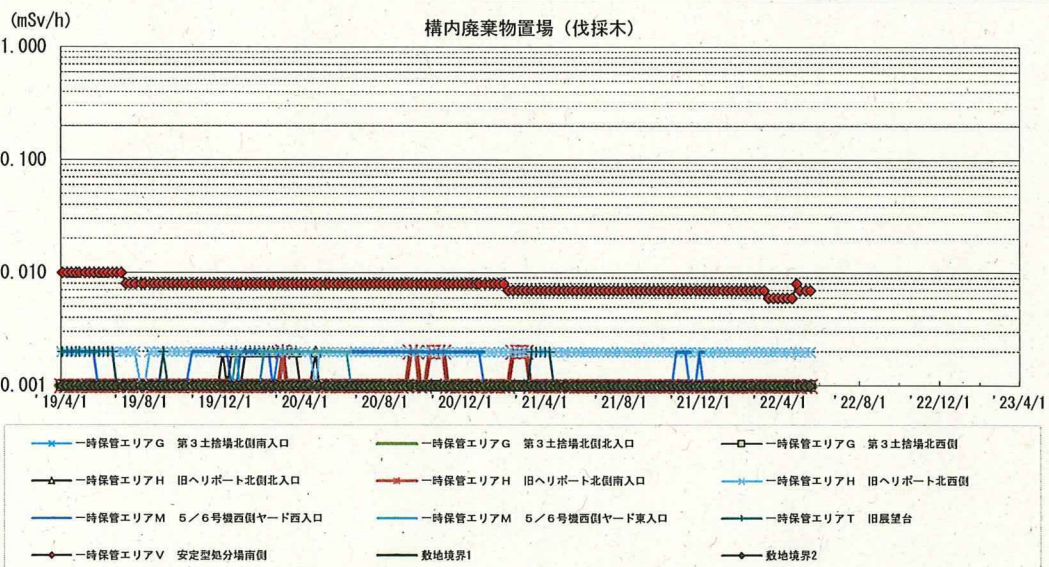 (mSv/h)
構内廃棄物置場（伐採木）
1.000
0.100
0.010
0.001
'19/4/1 '19/8/1 '19/12/1 '20/4/1 '20/8/1 '20/12/1 '21/4/1 '21/8/1 '21/12/1 '22/4/1 '22/8/1 '22/12/1 '23/4/1
一時保管エリアG 第3土捨場北側南入口 一時保管エリアG 第3土捨場北側北入口 一時保管エリアG 第3土捨場北西側
一時保管エリアH 旧ヘリポート北側北入口 一時保管エリアH 旧ヘリポート北側南入口 一時保管エリアH 旧ヘリポート北西側
一時保管エリアM 5／6号機西側ヤード西入口 一時保管エリアM 5／6号機西側ヤード東入口 一時保管エリアT 旧展望台
一時保管エリアV 安定型処分場南側 敷地境界1 敷地境界2